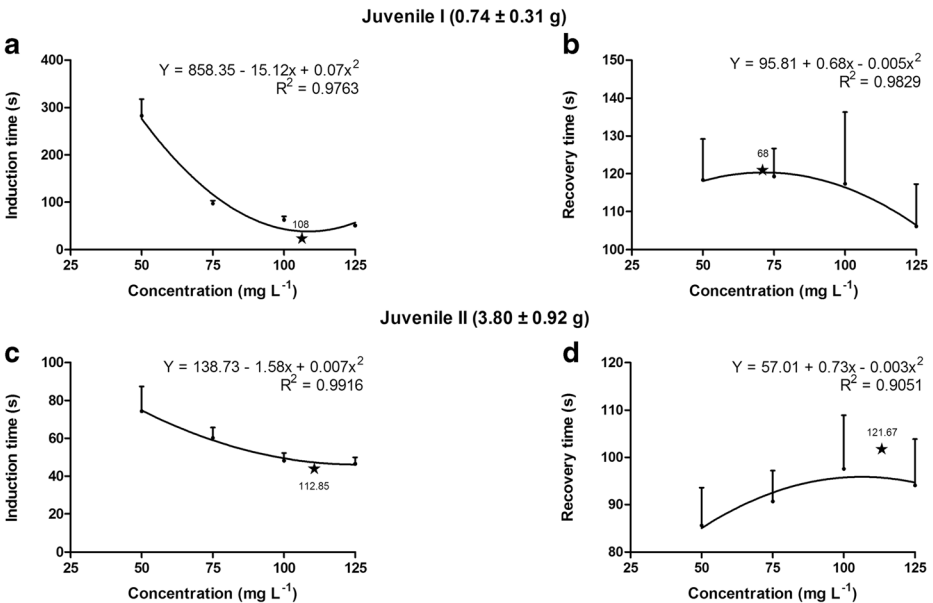 Juvenile I (0.74 ± 0.31 g)
a
Y = 858.35 - 15.12x + 0.07x²
R² = 0.9763
Induction time (s)
400
300
200
100
0
108
25 50 75 100 125
Concentration (mg L⁻¹)
b
Y = 95.81 + 0.68x - 0.005x²
R² = 0.9829
Recovery time (s)
150
140
130
120
110
100
68
25 50 75 100 125
Concentration (mg L⁻¹)
Juvenile II (3.80 ± 0.92 g)
c
Y = 138.73 - 1.58x + 0.007x²
R² = 0.9916
Induction time (s)
100
80
60
40
20
0
112.85
25 50 75 100 125
Concentration (mg L⁻¹)
d
Y = 57.01 + 0.73x - 0.003x²
R² = 0.9051
Recovery time (s)
120
110
100
90
80
121.67
25 50 75 100 125
Concentration (mg L⁻¹)